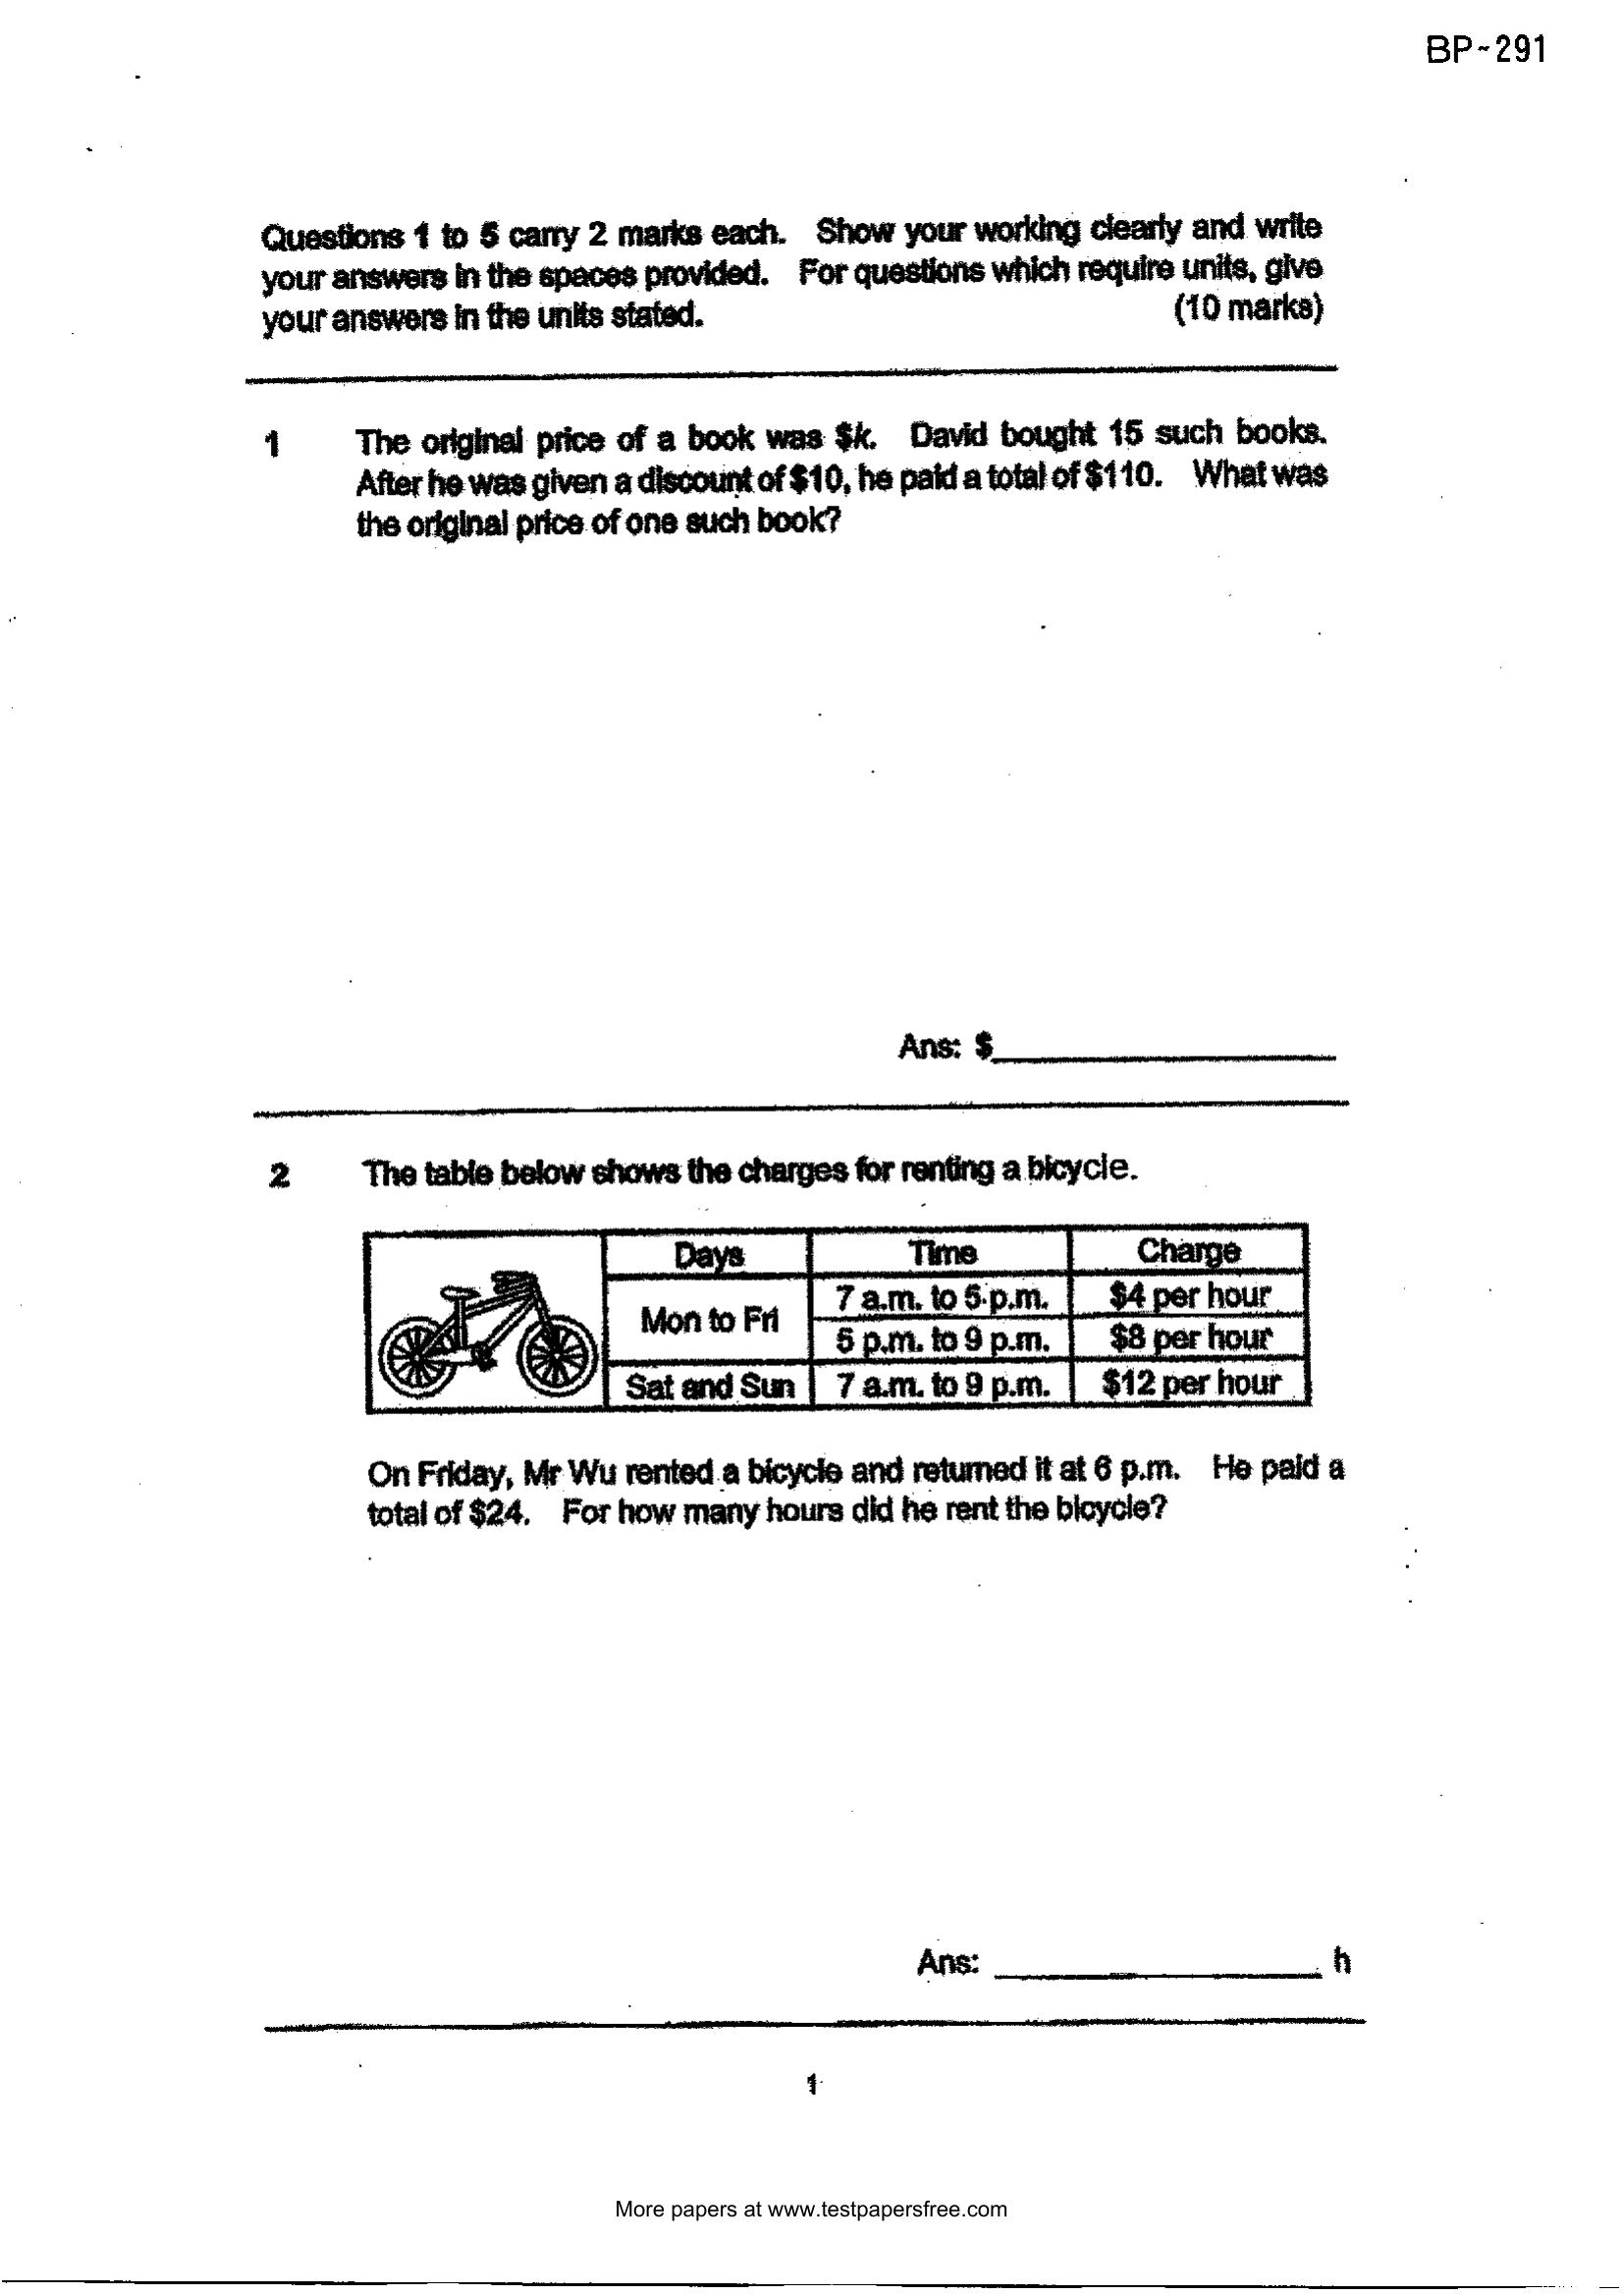 BP-291
Questions 1 to 5 carry 2 marks each. Show your working clearly and write
your answers in the spaces provided. For questions which require units, give
your answers in the units stated. (10 marks)
1 The original price of a book was $k. David bought 15 such books.
After he was given a discount of $10, he paid a total of $110. What was
the original price of one such book?
Ans: $
2 The table below shows the charges for renting a bicycle.
Days Time Charge
Mon to Fri 7 a.m. to 5 p.m. $4 per hour
5 p.m. to 9 p.m. $8 per hour
Sat and Sun 7 a.m. to 9 p.m. $12 per hour
On Friday, Mr Wu rented a bicycle and returned it at 6 p.m. He paid a
total of $24. For how many hours did he rent the bicycle?
Ans: h
1
More papers at www.testpapersfree.com